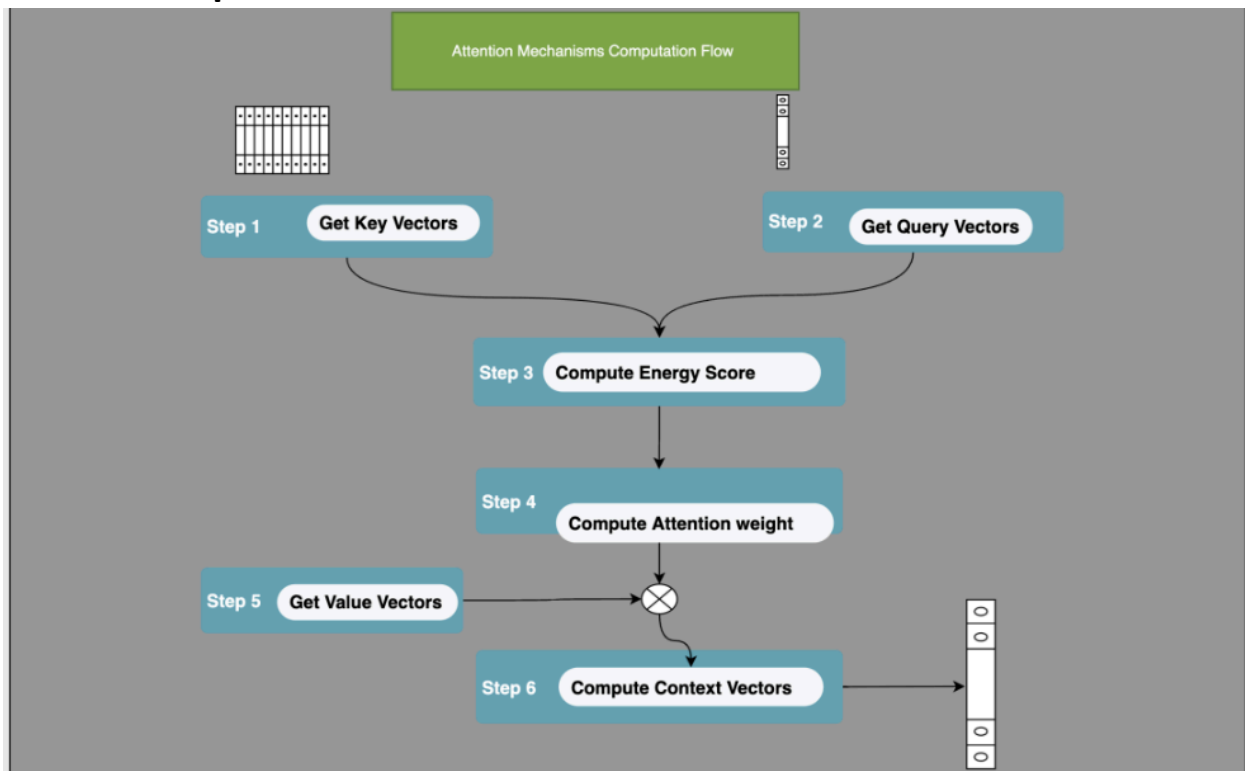 Attention Mechanisms Computation Flow
Step 1
Get Key Vectors
Step 2
Get Query Vectors
Step 3
Compute Energy Score
Step 4
Compute Attention weight
Step 5
Get Value Vectors
Step 6
Compute Context Vectors